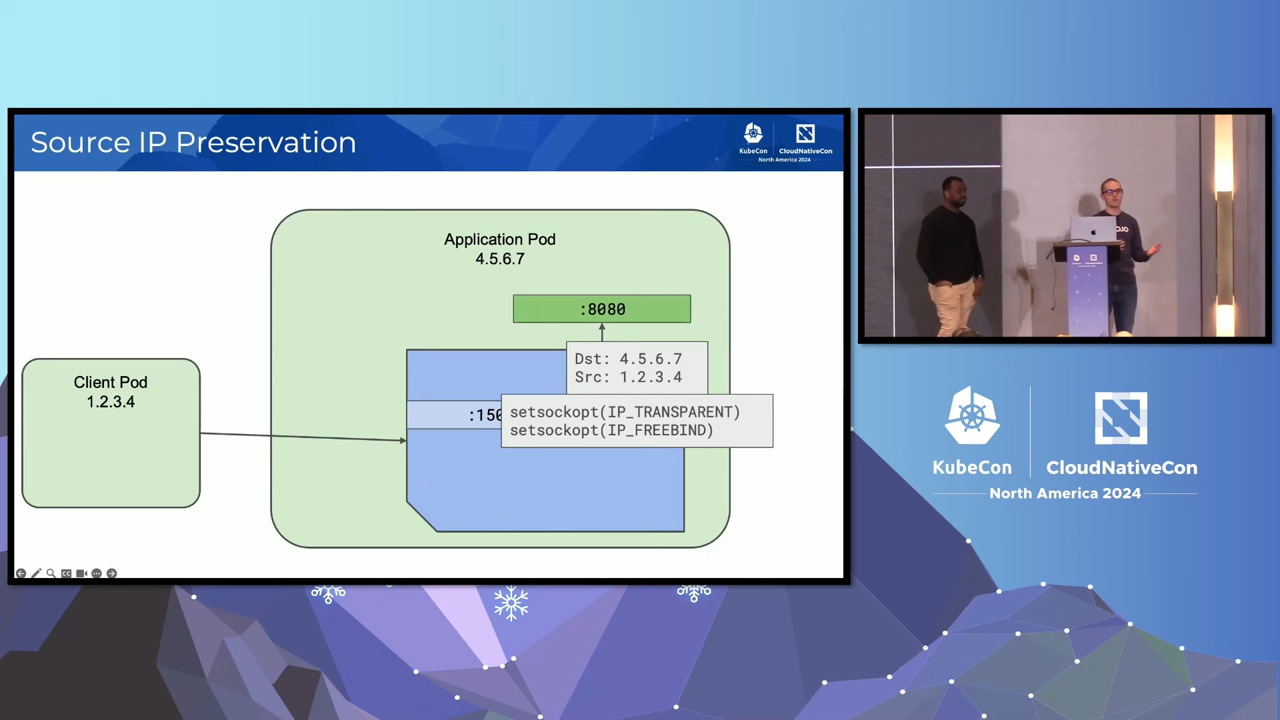 Source IP Preservation
KubeCon
CloudNativeCon
North America 2024
Application Pod
4.5.6.7
:8080
Dst: 4.5.6.7
Src: 1.2.3.4
Client Pod
1.2.3.4
:150
setsockopt(IP_TRANSPARENT)
setsockopt(IP_FREEBIND)
KubeCon
CloudNativeCon
North America 2024